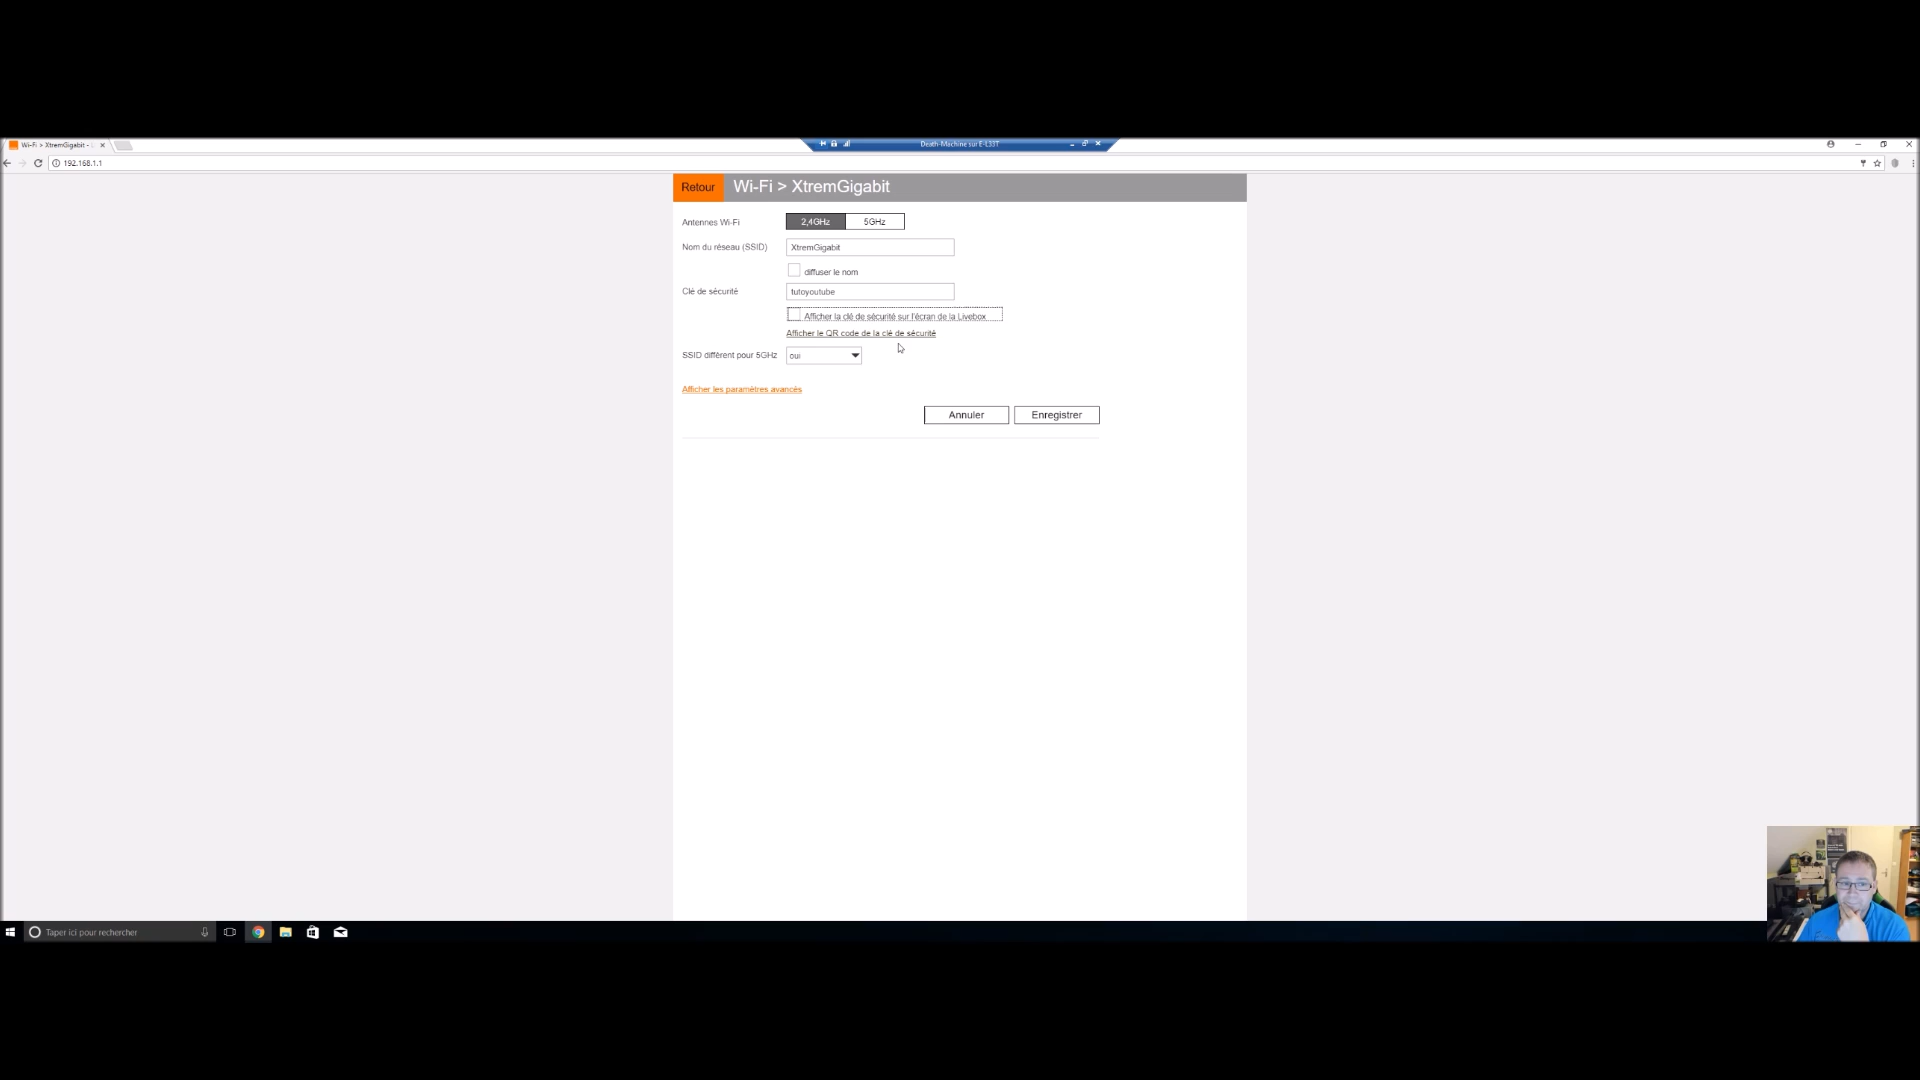 Wi-Fi > XtremGigabit -
Death-Machine sur E-L33T
192.168.1.1
Retour
Wi-Fi > XtremGigabit
Antennes Wi-Fi
2,4GHz
5GHz
Nom du réseau (SSID)
XtremGigabit
diffuser le nom
Clé de sécurité
tutoyoutube
Afficher la clé de sécurité sur l'écran de la Livebox
Afficher le QR code de la clé de sécurité
SSID différent pour 5GHz
oui
Afficher les paramètres avancés
Annuler
Enregistrer
Taper ici pour rechercher